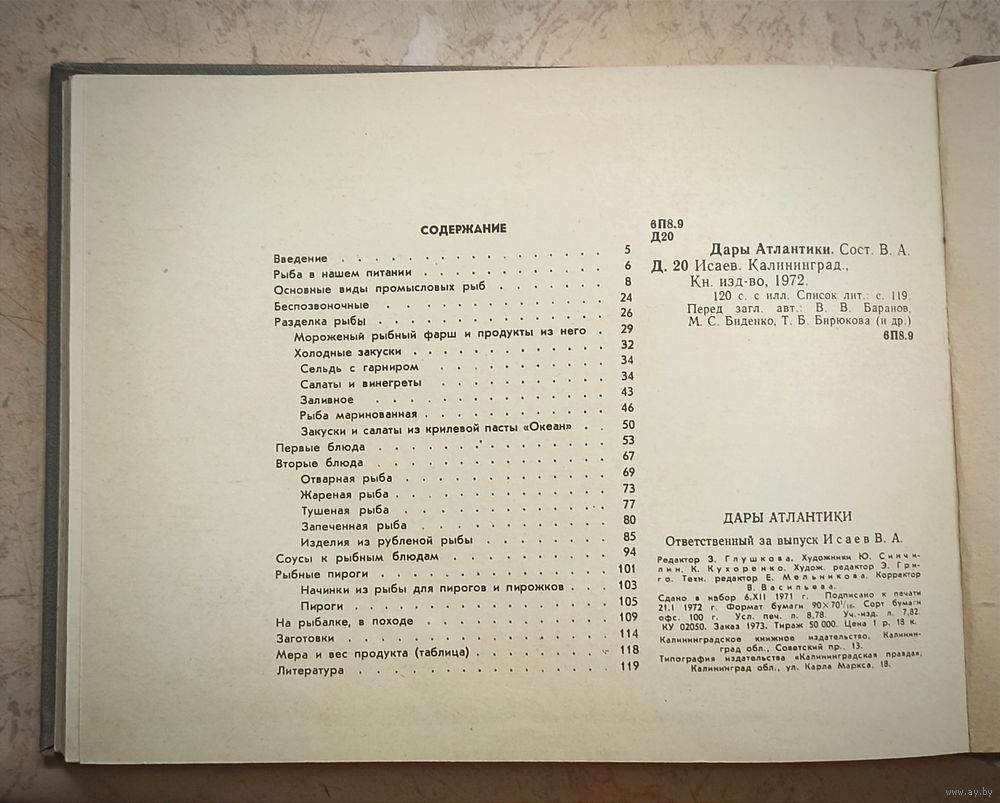 СОДЕРЖАНИЕ
Введение . . . . . . . . . . . . . . . 5
Рыба в нашем питании . . . . . . . . . . 6
Основные виды промысловых рыб . . . . . . 8
Беспозвоночные . . . . . . . . . . . . 24
Разделка рыбы . . . . . . . . . . . . . 26
Мороженый рыбный фарш и продукты из него . 29
Холодные закуски . . . . . . . . . . . 32
Сельдь с гарниром . . . . . . . . . 34
Салаты и винегреты . . . . . . . . . 34
Заливное . . . . . . . . . . . . 43
Рыба маринованная . . . . . . . . . . 46
Закуски и салаты из крилевой пасты «Океан» . . 50
Первые блюда . . . . . . . . . . . . 53
Вторые блюда . . . . . . . . . . . . 67
Отварная рыба . . . . . . . . . . 69
Жареная рыба . . . . . . . . . . . 73
Тушеная рыба . . . . . . . . . . . 77
Запеченная рыба . . . . . . . . . . 80
Изделия из рубленой рыбы . . . . . . . 85
Соусы к рыбным блюдам . . . . . . . . . 94
Рыбные пироги . . . . . . . . . . . . 101
Начинки из рыбы для пирогов и пирожков . . . 103
Пироги . . . . . . . . . . . . . 105
На рыбалке, в походе . . . . . . . . . . 109
Заготовки . . . . . . . . . . . . . . 114
Мера и вес продукта (таблица) . . . . . . . 118
Литература . . . . . . . . . . . . . 119
6П8.9
Д20
Дары Атлантики. Сост. В. А.
Д. 20 Исаев. Калининград.,
Кн. изд-во, 1972.
120 с. с илл. Список лит.: с. 119.
Перед загл. авт.: В. В. Баранов,
М. С. Биденко, Т. Б. Бирюкова (и др.)
6П8.9
ДАРЫ АТЛАНТИКИ
Ответственный за выпуск Исаев В. А.
Редактор З. Глушкова. Художники Ю. Синчи-
лин, К. Кухоренко. Худож. редактор Э. Гри-
го. Техн. редактор Е. Мельникова. Корректор
В. Васильева.
Сдано в набор 6.XII 1971 г. Подписано к печати
21.I 1972 г. Формат бумаги 90×70¹/₁₆. Сорт бумаги
офс. 100 г. Усл. печ. л. 8,78. Уч.-изд. л. 7,82.
КУ 02050. Заказ 1973. Тираж 50 000. Цена 1 р. 18 к.
Калининградское книжное издательство, Калинин-
град обл., Советский пр., 13.
Типография издательства «Калининградская правда»,
Калининград обл., ул. Карла Маркса, 18.
www.ay.by